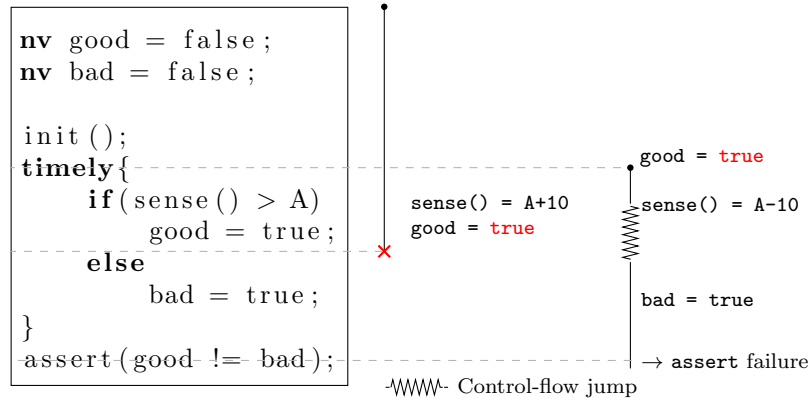 nv good = false;
nv bad = false;
init();
timely{
if(sense() > A)
good = true;
else
bad = true;
}
assert(good != bad);
sense() = A+10
good = true
good = true
sense() = A-10
bad = true
→ assert failure
Control-flow jump